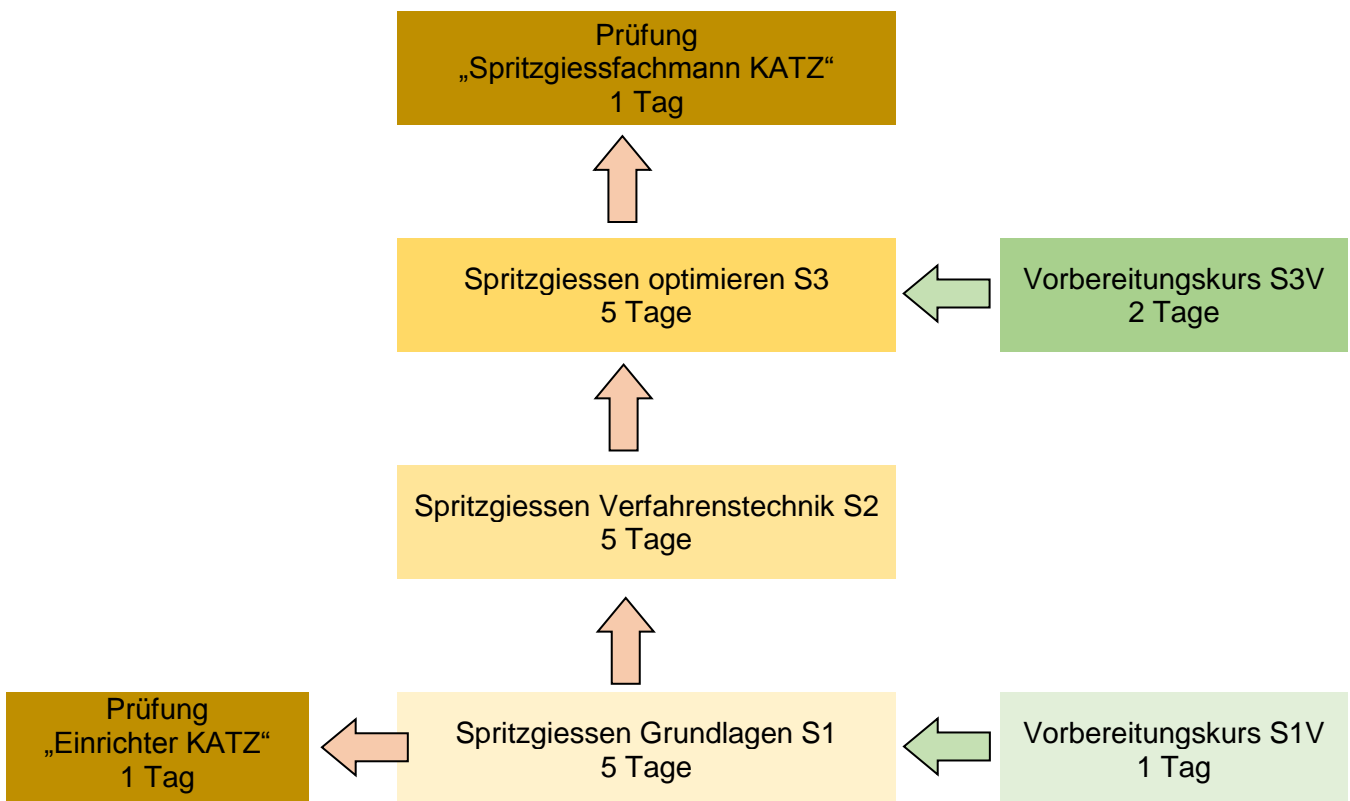 Prüfung
„Spritzgiessfachmann KATZ“
1 Tag
Spritzgiessen optimieren S3
5 Tage
Vorbereitungskurs S3V
2 Tage
Spritzgiessen Verfahrenstechnik S2
5 Tage
Prüfung
„Einrichter KATZ“
1 Tag
Spritzgiessen Grundlagen S1
5 Tage
Vorbereitungskurs S1V
1 Tag